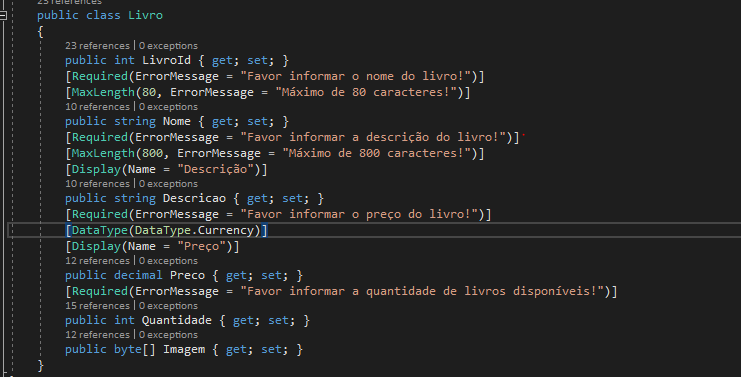 23 references
public class Livro
{
23 references | 0 exceptions
public int LivroId { get; set; }
[Required(ErrorMessage = "Favor informar o nome do livro!")]
[MaxLength(80, ErrorMessage = "Máximo de 80 caracteres!")]
10 references | 0 exceptions
public string Nome { get; set; }
[Required(ErrorMessage = "Favor informar a descrição do livro!")]
[MaxLength(800, ErrorMessage = "Máximo de 800 caracteres!")]
[Display(Name = "Descrição")]
10 references | 0 exceptions
public string Descricao { get; set; }
[Required(ErrorMessage = "Favor informar o preço do livro!")]
[DataType(DataType.Currency)]
[Display(Name = "Preço")]
12 references | 0 exceptions
public decimal Preco { get; set; }
[Required(ErrorMessage = "Favor informar a quantidade de livros disponíveis!")]
15 references | 0 exceptions
public int Quantidade { get; set; }
12 references | 0 exceptions
public byte[] Imagem { get; set; }
}